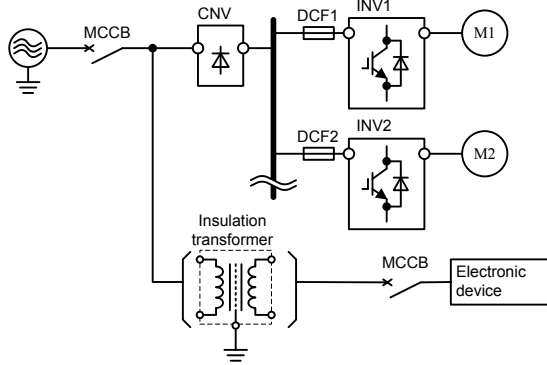 MCCB
CNV
DCF1
INV1
M1
DCF2
INV2
M2
Insulation
transformer
MCCB
Electronic
device